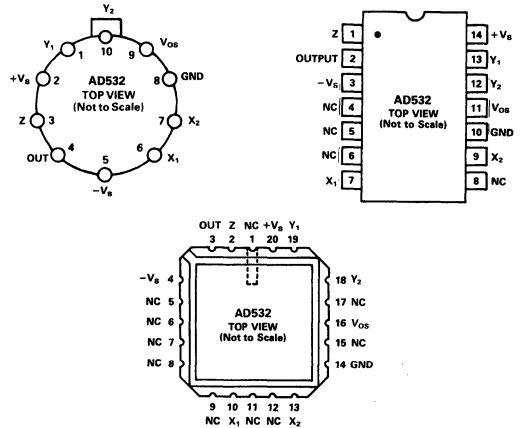 Y2
10
Y1 1
9 VOS
+VS 2
8 GND
AD532
TOP VIEW
(Not to Scale)
Z 3
7 X2
OUT 4
6 X1
5
−VS
Z 1
14 +VS
OUTPUT 2
13 Y1
−VS 3
12 Y2
NC 4
11 VOS
AD532
TOP VIEW
(Not to Scale)
NC 5
10 GND
NC 6
9 X2
X1 7
8 NC
OUT Z NC +VS Y1
3 2 1 20 19
−VS 4
18 Y2
NC 5
17 NC
NC 6
16 VOS
NC 7
15 NC
NC 8
14 GND
AD532
TOP VIEW
(Not to Scale)
9 10 11 12 13
NC X1 NC NC X2